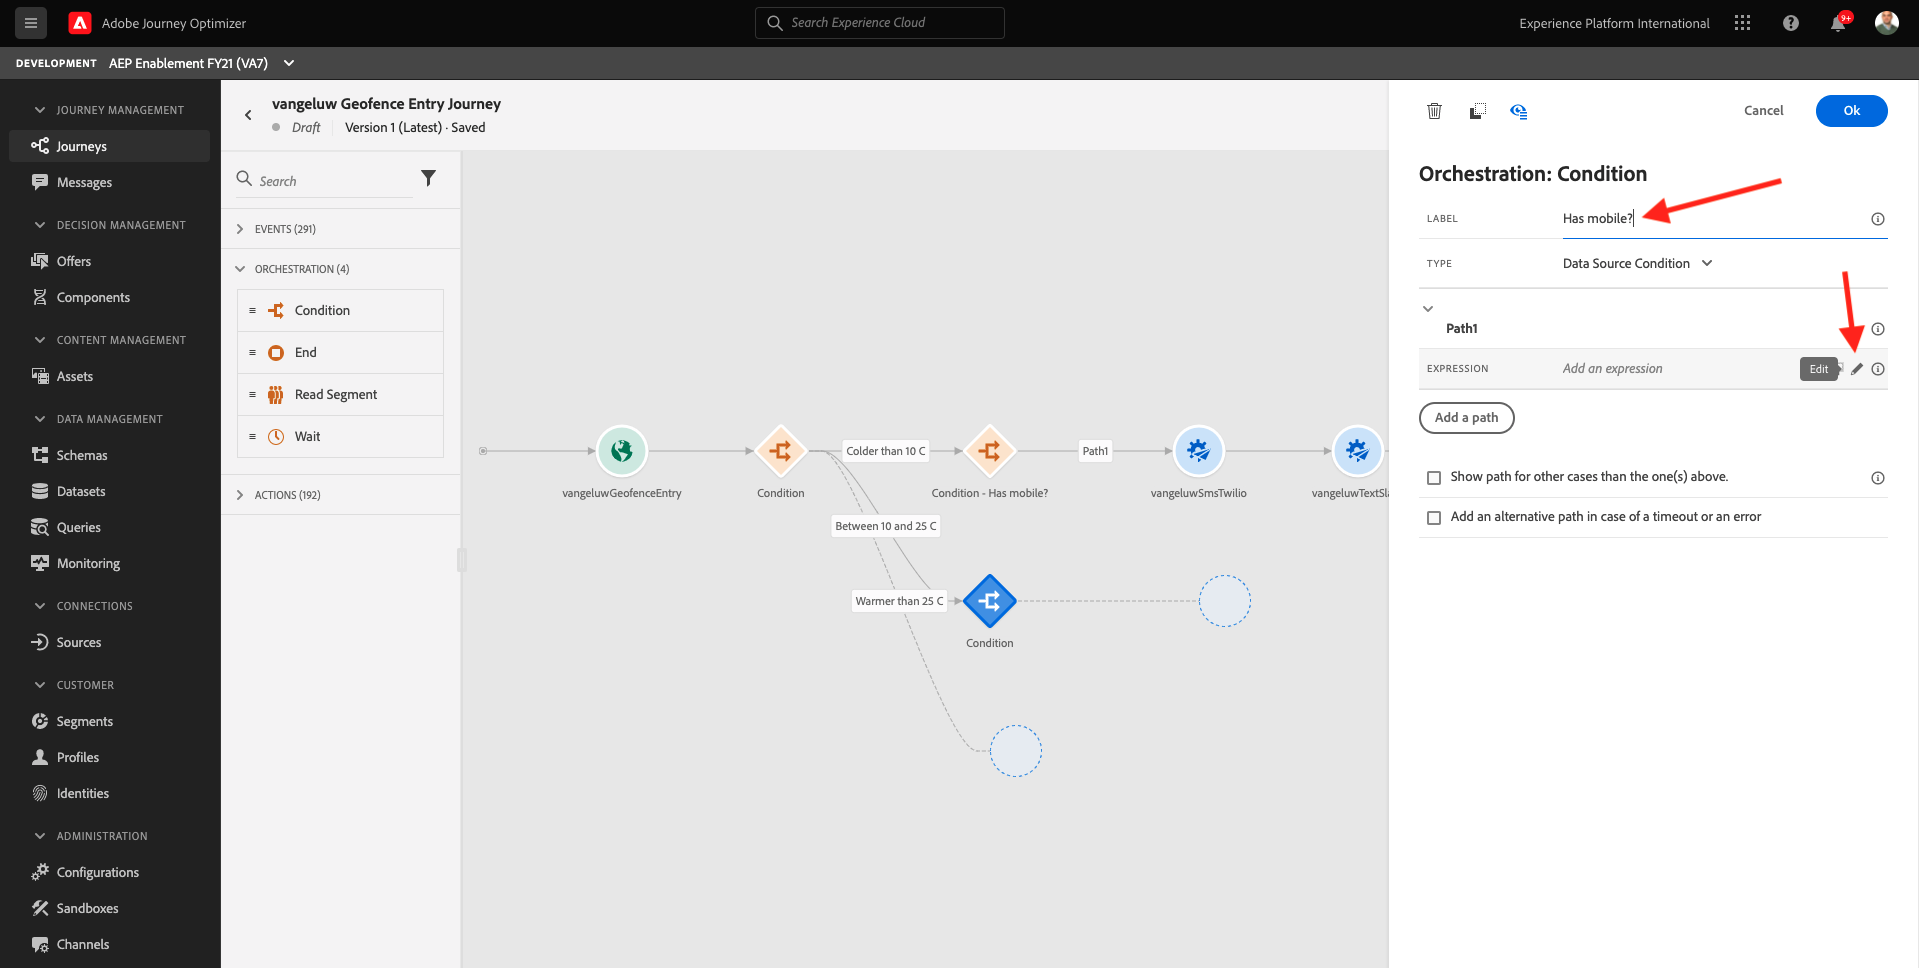 Adobe Journey Optimizer
Search Experience Cloud
Experience Platform International
9+
DEVELOPMENT AEP Enablement FY21 (VA7)
JOURNEY MANAGEMENT
Journeys
Messages
DECISION MANAGEMENT
Offers
Components
CONTENT MANAGEMENT
Assets
DATA MANAGEMENT
Schemas
Datasets
Queries
Monitoring
CONNECTIONS
Sources
CUSTOMER
Segments
Profiles
Identities
ADMINISTRATION
Configurations
Sandboxes
Channels
vangeluw Geofence Entry Journey
Draft
Version 1 (Latest) · Saved
Search
EVENTS (291)
ORCHESTRATION (4)
Condition
End
Read Segment
Wait
ACTIONS (192)
vangeluwGeofenceEntry
Condition
Colder than 10 C
Condition - Has mobile?
Path1
vangeluwSmsTwilio
vangeluwTextSla
Between 10 and 25 C
Warmer than 25 C
Condition
Cancel
Ok
Orchestration: Condition
LABEL
Has mobile?
TYPE
Data Source Condition
Path1
EXPRESSION
Add an expression
Edit
Add a path
Show path for other cases than the one(s) above.
Add an alternative path in case of a timeout or an error